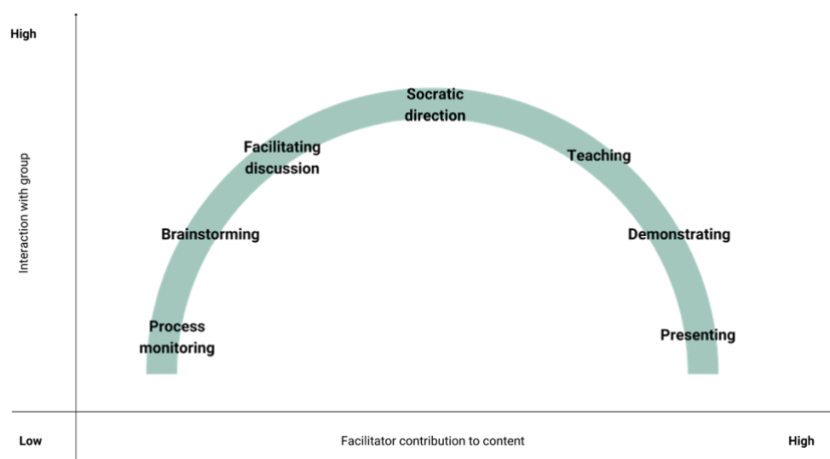 High
Socratic
direction
Facilitating
discussion
Teaching
Interaction with group
Brainstorming
Demonstrating
Process
monitoring
Presenting
Low
Facilitator contribution to content
High